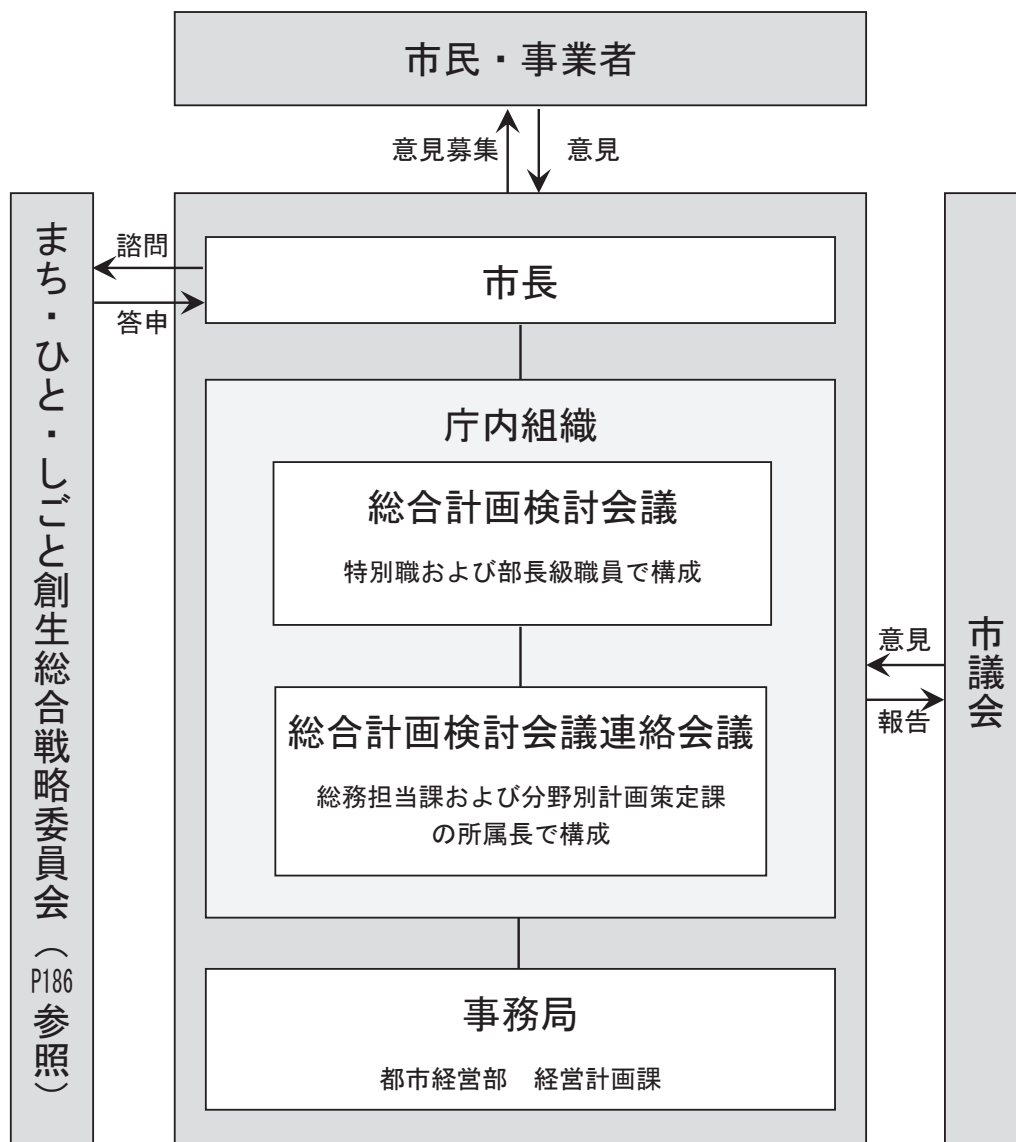 市民・事業者
意見募集
意見
まち・ひと・しごと創生総合戦略委員会（P186参照）
諮問
答申
市長
庁内組織
総合計画検討会議
特別職および部長級職員で構成
総合計画検討会議連絡会議
総務担当課および分野別計画策定課
の所属長で構成
意見
報告
市議会
事務局
都市経営部　経営計画課